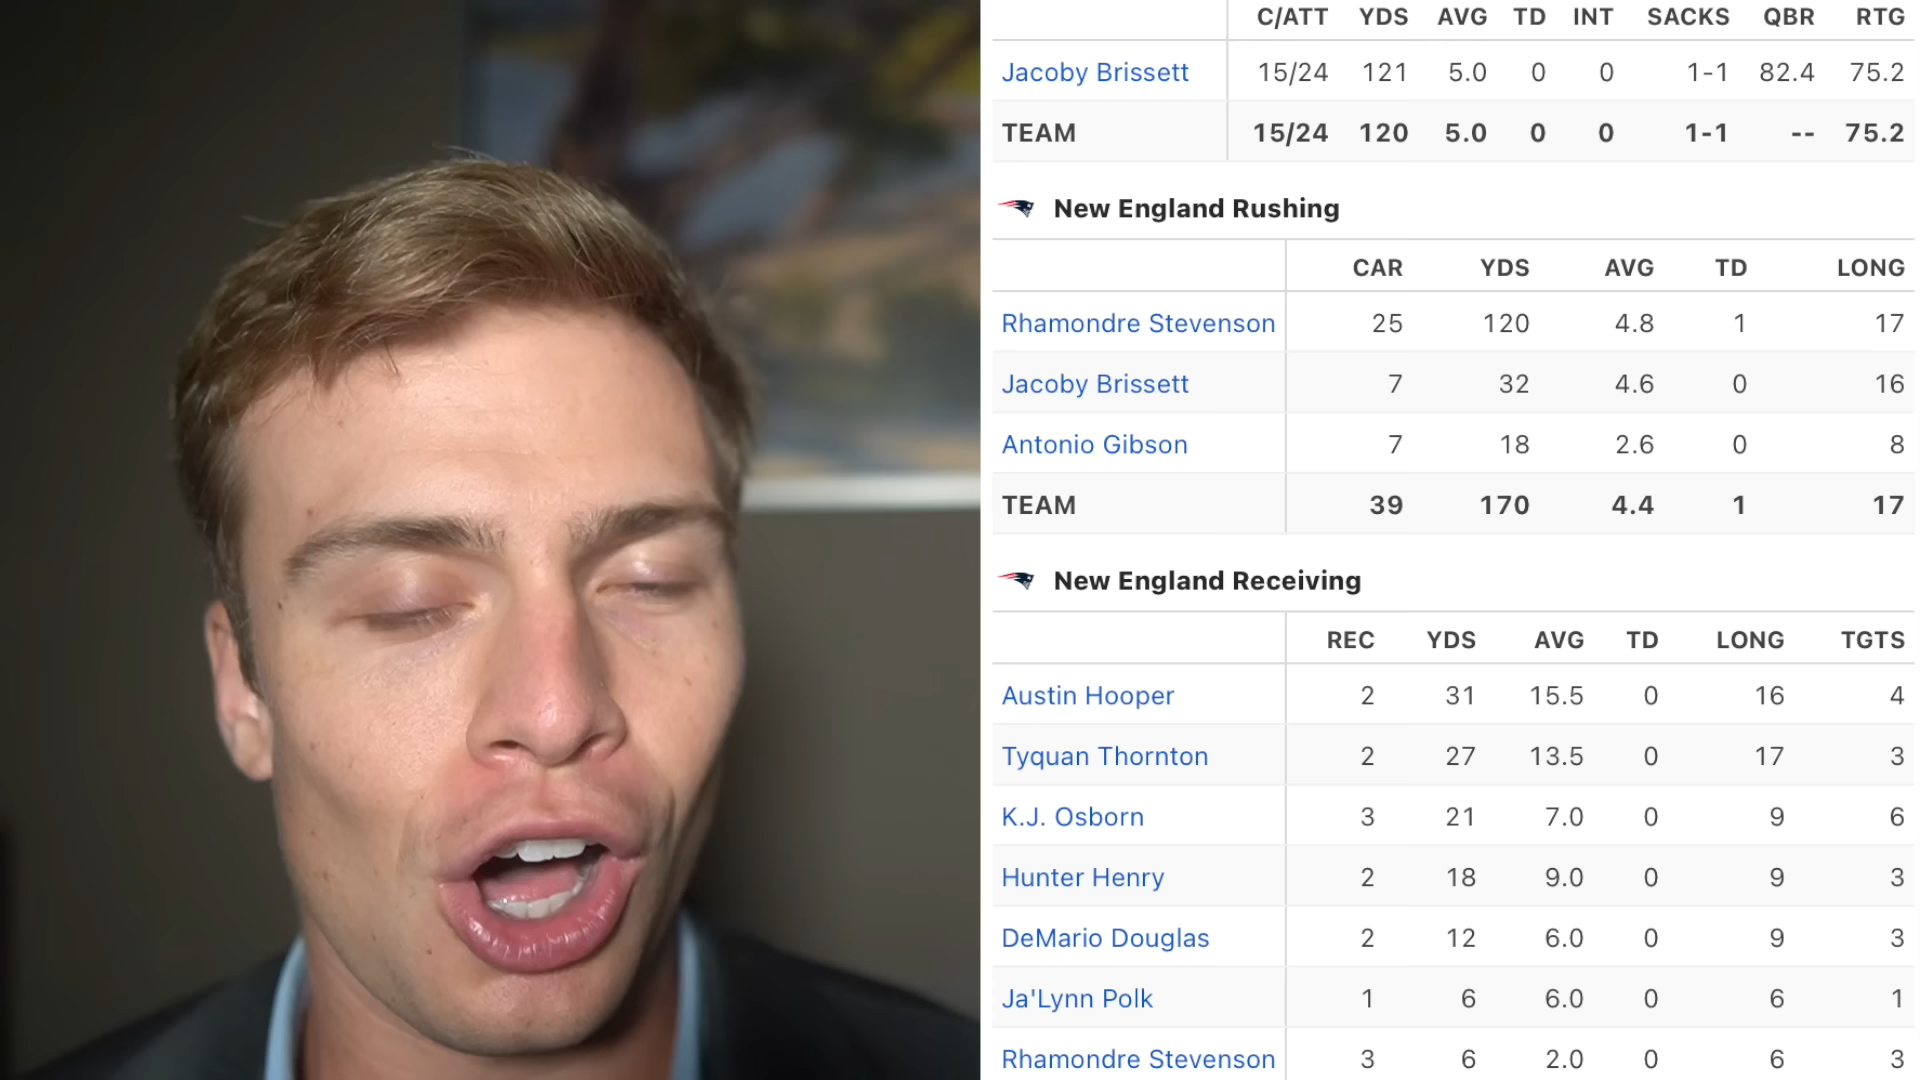 C/ATT YDS AVG TD INT SACKS QBR RTG
Jacoby Brissett 15/24 121 5.0 0 0 1-1 82.4 75.2
TEAM 15/24 120 5.0 0 0 1-1 -- 75.2
New England Rushing
CAR YDS AVG TD LONG
Rhamondre Stevenson 25 120 4.8 1 17
Jacoby Brissett 7 32 4.6 0 16
Antonio Gibson 7 18 2.6 0 8
TEAM 39 170 4.4 1 17
New England Receiving
REC YDS AVG TD LONG TGTS
Austin Hooper 2 31 15.5 0 16 4
Tyquan Thornton 2 27 13.5 0 17 3
K.J. Osborn 3 21 7.0 0 9 6
Hunter Henry 2 18 9.0 0 9 3
DeMario Douglas 2 12 6.0 0 9 3
Ja'Lynn Polk 1 6 6.0 0 6 1
Rhamondre Stevenson 3 6 2.0 0 6 3